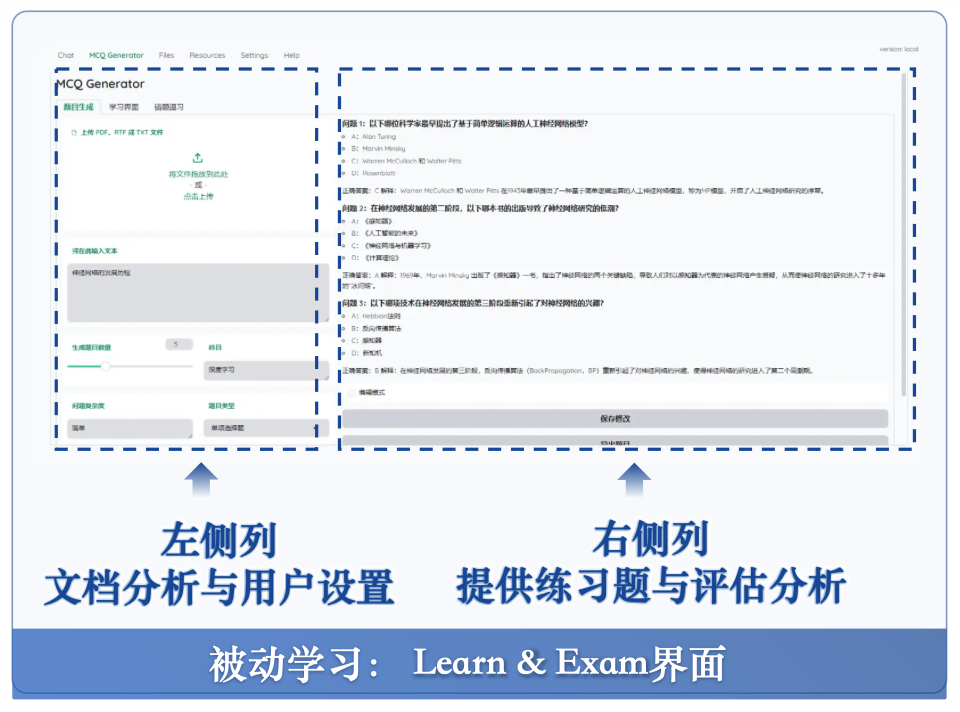 Chat MCQ Generator Files Resources Settings Help
version: local
MCQ Generator
题目生成 学习界面 错题温习
上传 PDF、RTF 或 TXT 文件
将文件拖放到此处
- 或 -
点击上传
或在此输入文本
神经网络的发展历程
生成题目数量 5 科目
深度学习
问题复杂度 题目类型
简单 单项选择题
问题 1：以下哪位科学家最早提出了基于简单逻辑运算的人工神经网络模型？
A：Alan Turing
B：Marvin Minsky
C：Warren McCulloch 和 Walter Pitts
D：Rosenblatt
正确答案：C 解释：Warren McCulloch 和 Walter Pitts 在1943年最早提出了一种基于简单逻辑运算的人工神经网络模型，称为MP模型，开启了人工神经网络研究的序幕。
问题 2：在神经网络发展的第二阶段，以下哪本书的出版导致了神经网络研究的低潮？
A：《感知器》
B：《人工智能的未来》
C：《神经网络与机器学习》
D：《计算理论》
正确答案：A 解释：1969年，Marvin Minsky 出版了《感知器》一书，指出了神经网络的两个关键缺陷，导致人们对以感知器为代表的神经网络产生质疑，从而使神经网络的研究进入了十多年
的“冰河期”。
问题 3：以下哪项技术在神经网络发展的第三阶段重新引起了对神经网络的兴趣？
A：Hebbian法则
B：反向传播算法
C：感知器
D：新知机
正确答案：B 解释：在神经网络发展的第三阶段，反向传播算法（BackPropagation，BP）重新引起了对神经网络的兴趣，使得神经网络的研究进入了第二个高潮期。
编辑模式
保存修改
导出题目
左侧列
文档分析与用户设置
右侧列
提供练习题与评估分析
被动学习： Learn & Exam界面